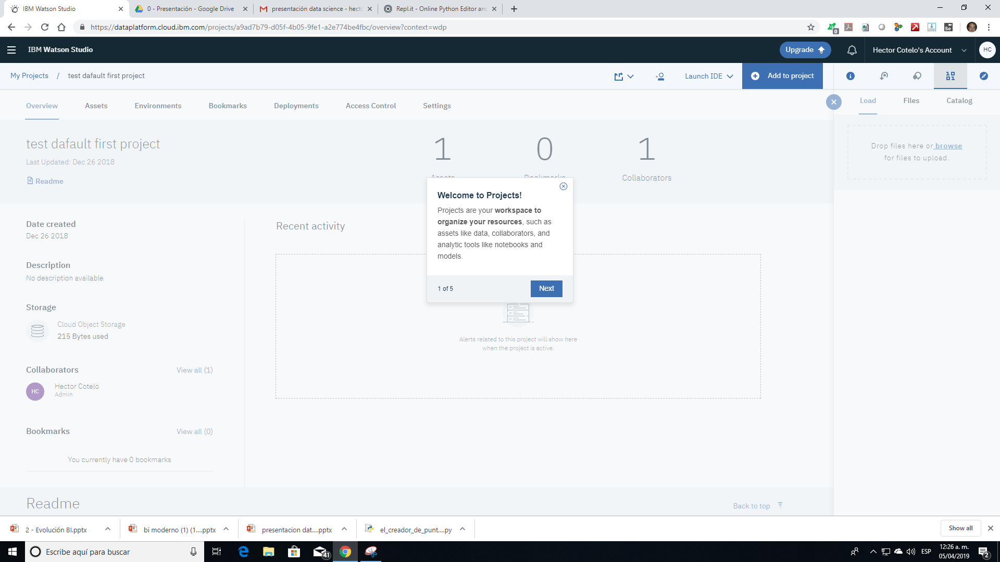 IBM Watson Studio
0 - Presentación - Google Drive
presentación data science - hect
Repl.it - Online Python Editor an
https://dataplatform.cloud.ibm.com/projects/a9ad7b79-d05f-4b05-9fe1-a2e774be4fbc/overview?context=wdp
0
Se
IBM Watson Studio
Upgrade
Hector Cotelo's Account
HC
My Projects / test dafault first project
Launch IDE
Add to project
Overview
Assets
Environments
Bookmarks
Deployments
Access Control
Settings
Load
Files
Catalog
test dafault first project
Last Updated: Dec 26 2018
Readme
1
Assets
0
Bookmarks
1
Collaborators
Drop files here or browse
for files to upload.
Welcome to Projects!
Projects are your workspace to
organize your resources, such as
assets like data, collaborators, and
analytic tools like notebooks and
models.
1 of 5
Next
Date created
Dec 26 2018
Description
No description available
Storage
Cloud Object Storage
215 Bytes used
Collaborators
View all (1)
HC
Hector Cotelo
Admin
Bookmarks
View all (0)
You currently have 0 bookmarks
Recent activity
Alerts related to this project will show here
when the project is active.
Readme
Back to top
2 - Evolución BI.pptx
bi moderno (1) (1....pptx
presentacion dat....pptx
el_creador_de_punt....py
Show all
Escribe aquí para buscar
41
ESP
12:26 a. m.
05/04/2019
2